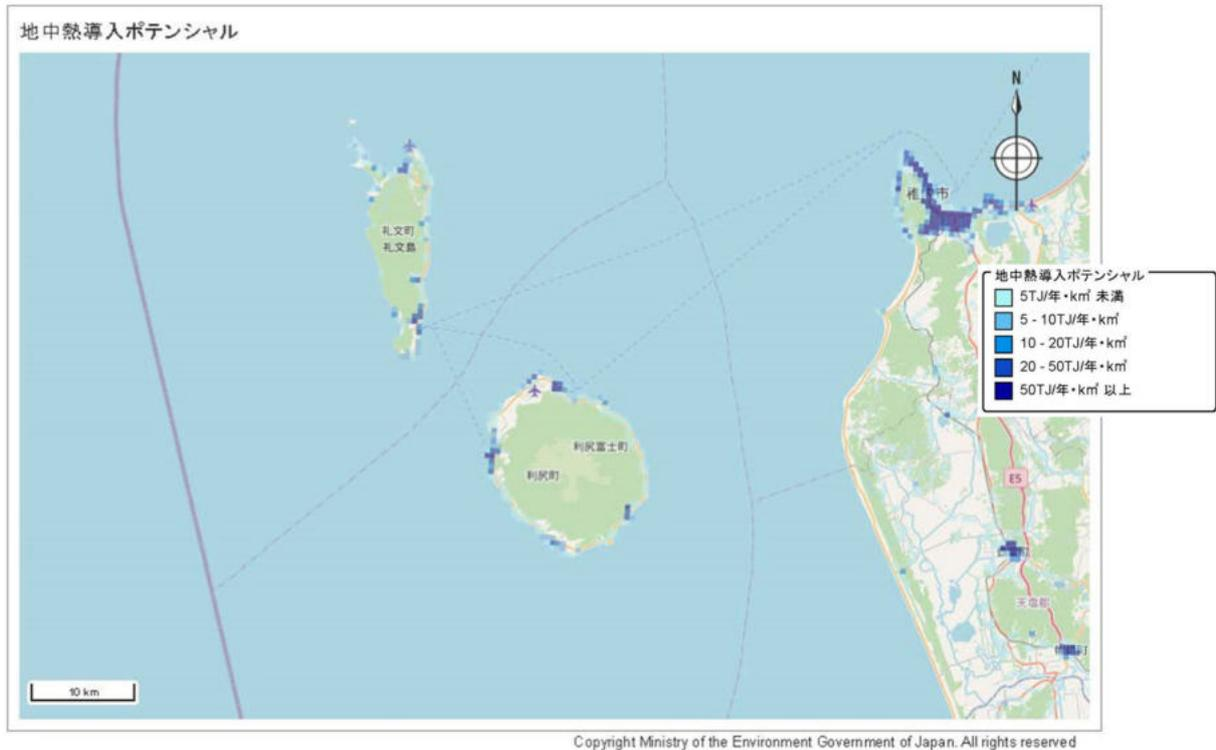 地中熱導入ポテンシャル
N
稚
市
礼文町
礼文島
地中熱導入ポテンシャル
5TJ/年・k㎡ 未満
5 - 10TJ/年・k㎡
10 - 20TJ/年・k㎡
20 - 50TJ/年・k㎡
50TJ/年・k㎡ 以上
利尻富士町
利尻町
E5
天塩郡
10 km
Copyright Ministry of the Environment Government of Japan. All rights reserved